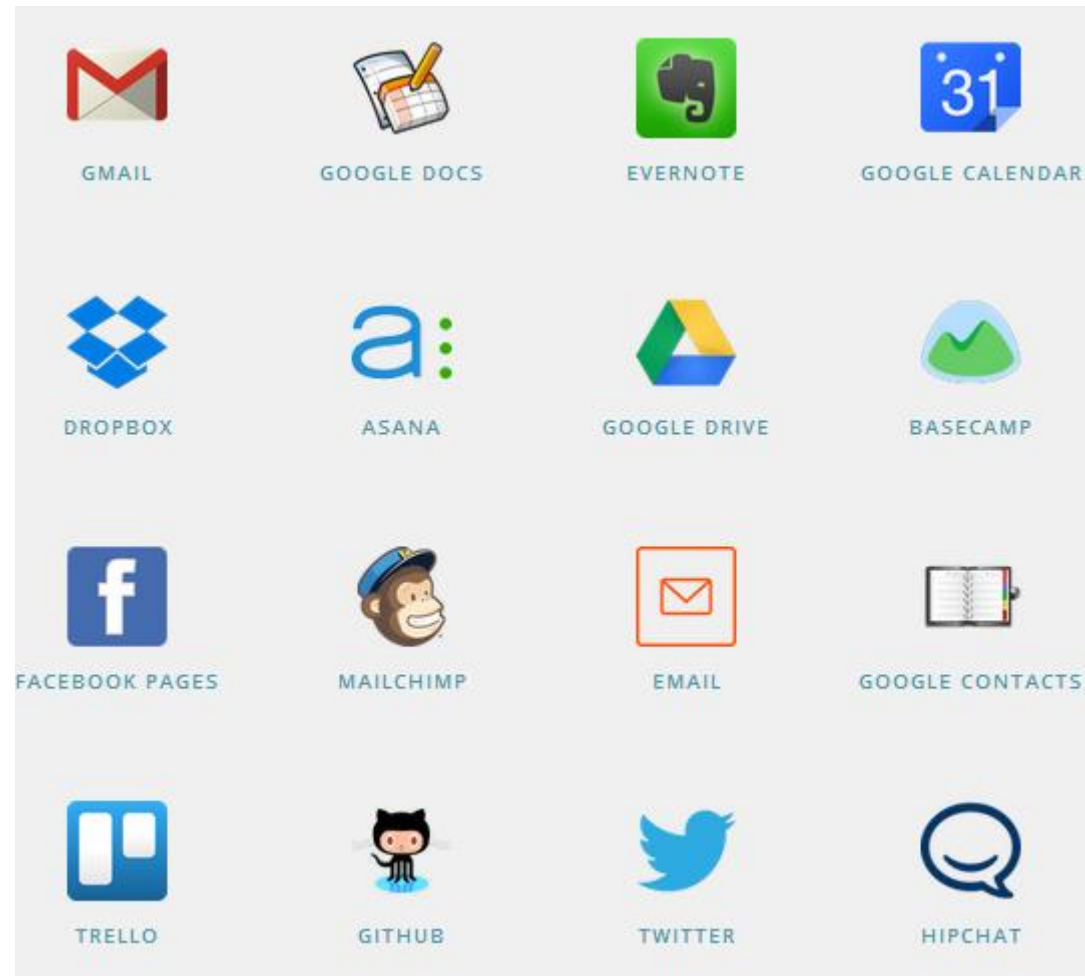 31
GMAIL
GOOGLE DOCS
EVERNOTE
GOOGLE CALENDAR
a:
DROPBOX
ASANA
GOOGLE DRIVE
BASECAMP
f
FACEBOOK PAGES
MAILCHIMP
EMAIL
GOOGLE CONTACTS
TRELLO
GITHUB
TWITTER
HIPCHAT